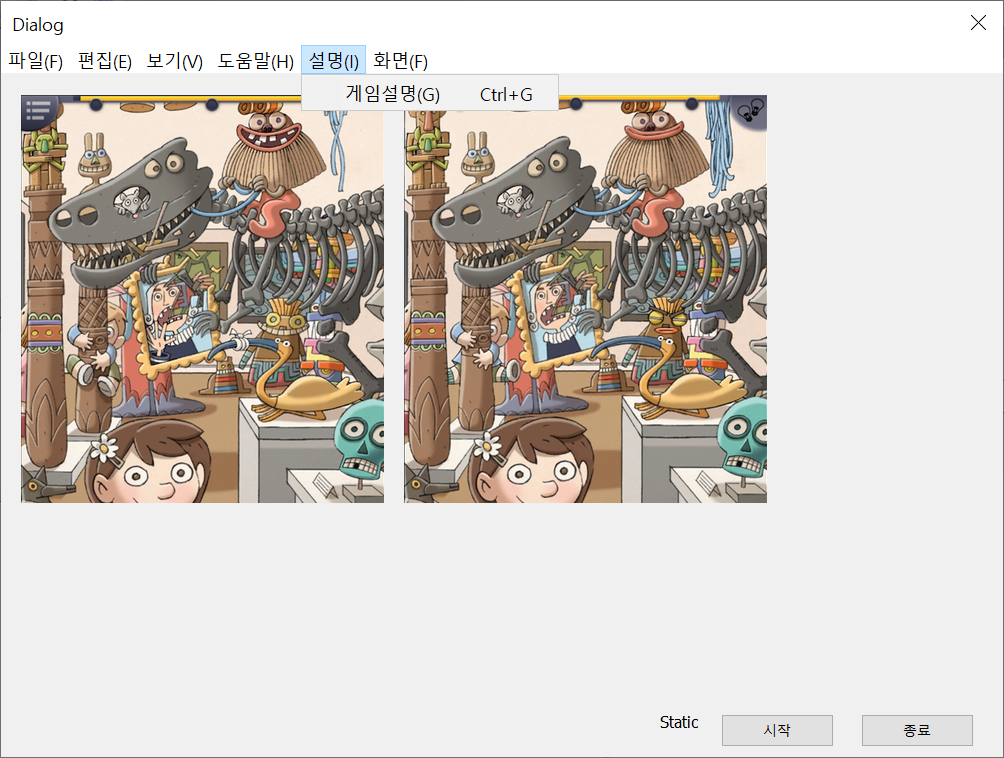 Dialog
파일(F) 편집(E) 보기(V) 도움말(H) 설명(I) 화면(F)
게임설명(G) Ctrl+G
Static 시작 종료